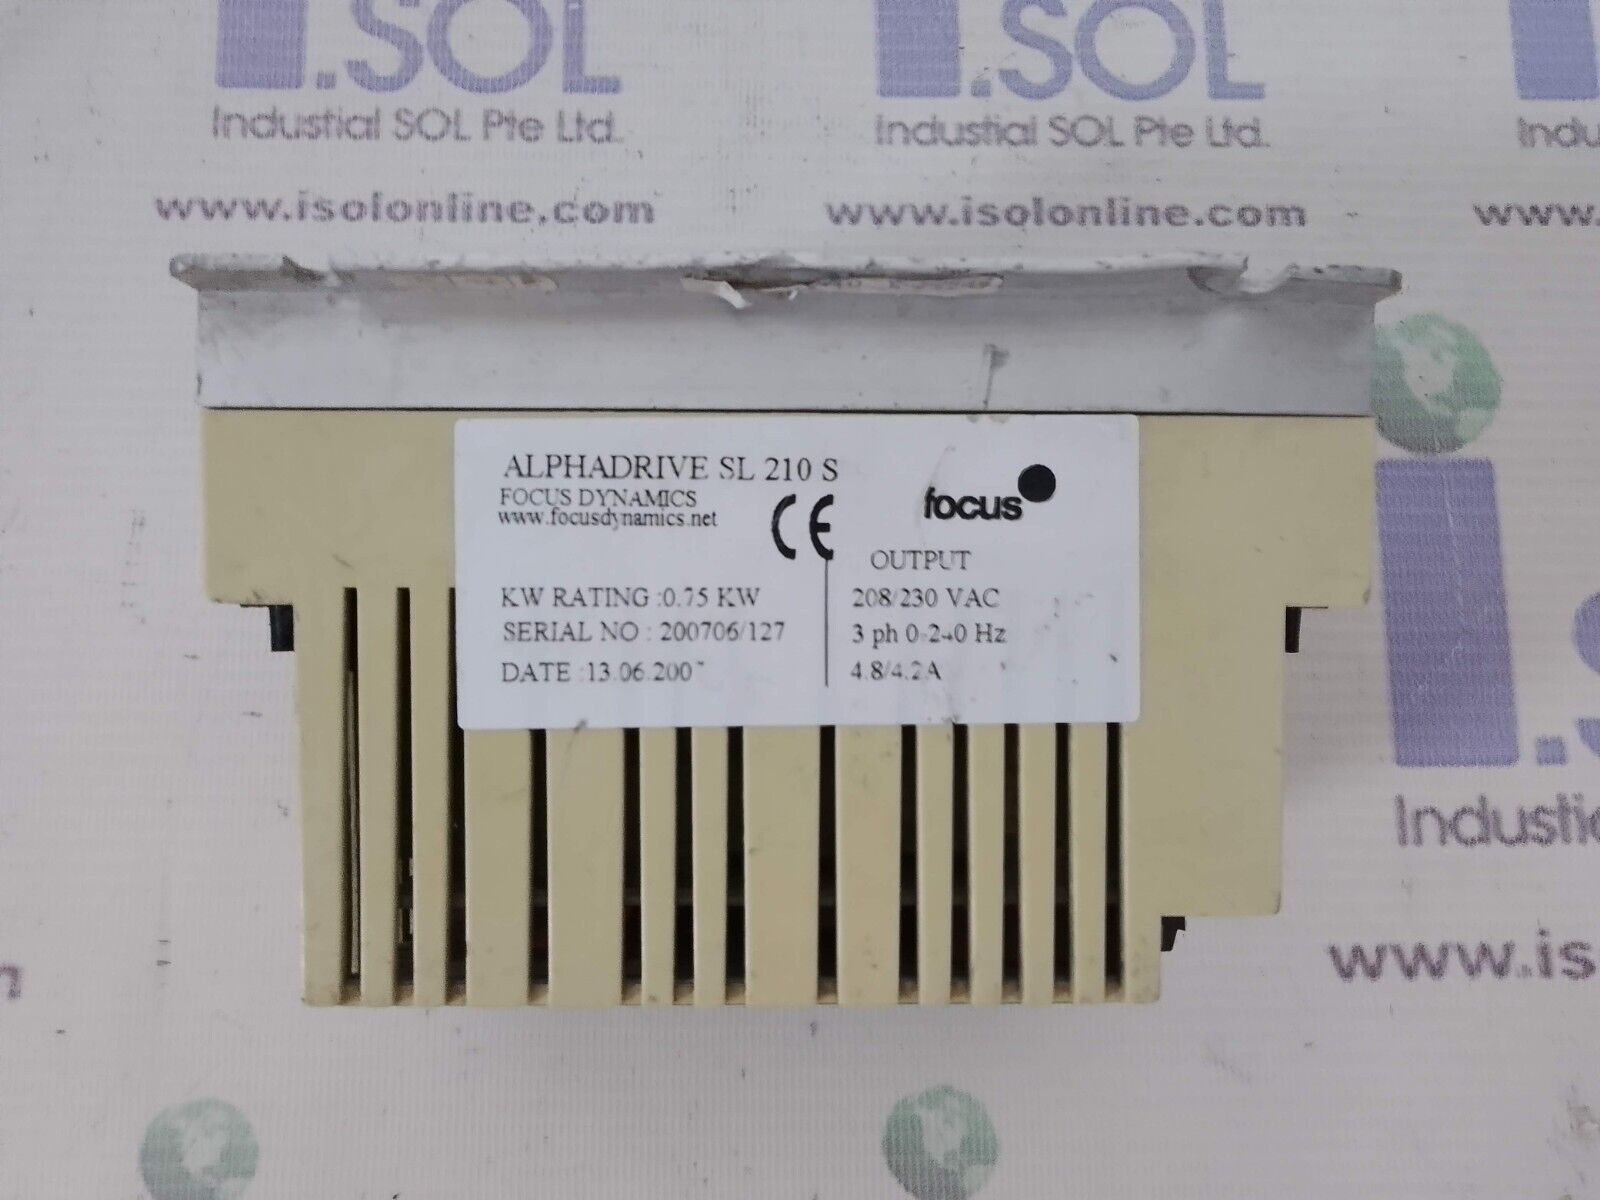 I.SOL
Industial SOL Pte Ltd.
www.isolonline.com
I.SOL
Industial SOL Pte Ltd.
www.isolonline.com
www.
ALPHADRIVE SL 210 S
FOCUS DYNAMICS
www.focusdynamics.net
CE
focus
OUTPUT
KW RATING :0.75 KW
208/230 VAC
SERIAL NO : 200706/127
3 ph 0-240 Hz
DATE :13.06.2007
4.8/4.2A
I.S
Industi
www.is